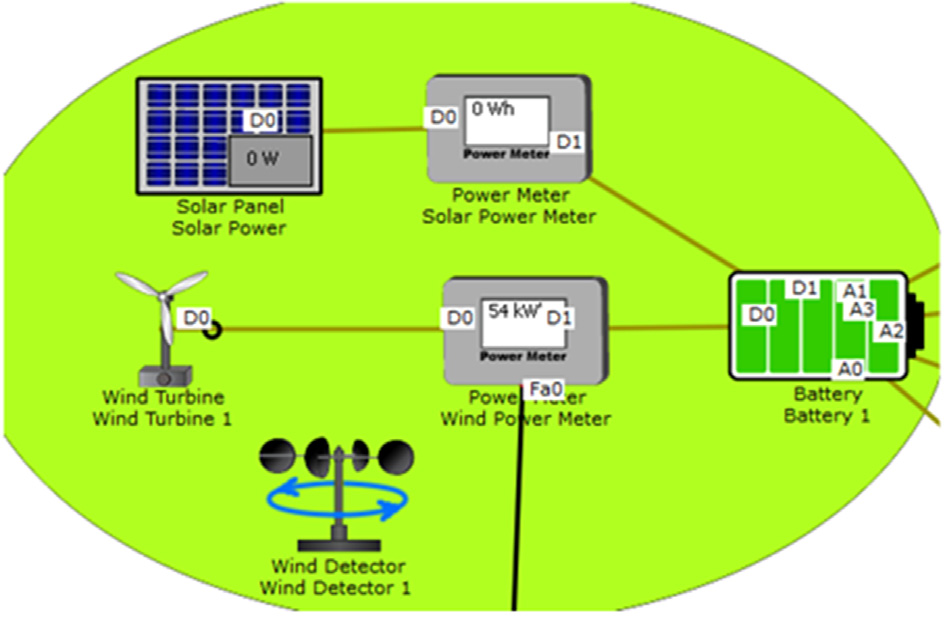 D0
0 W
Solar Panel
Solar Power
D0
0 Wh
D1
Power Meter
Power Meter
Solar Power Meter
D0
Wind Turbine
Wind Turbine 1
D0
54 kW
D1
Power Meter
Fa0
Power Meter
Wind Power Meter
D0
D1
A1
A3
A2
A0
Battery
Battery 1
Wind Detector
Wind Detector 1